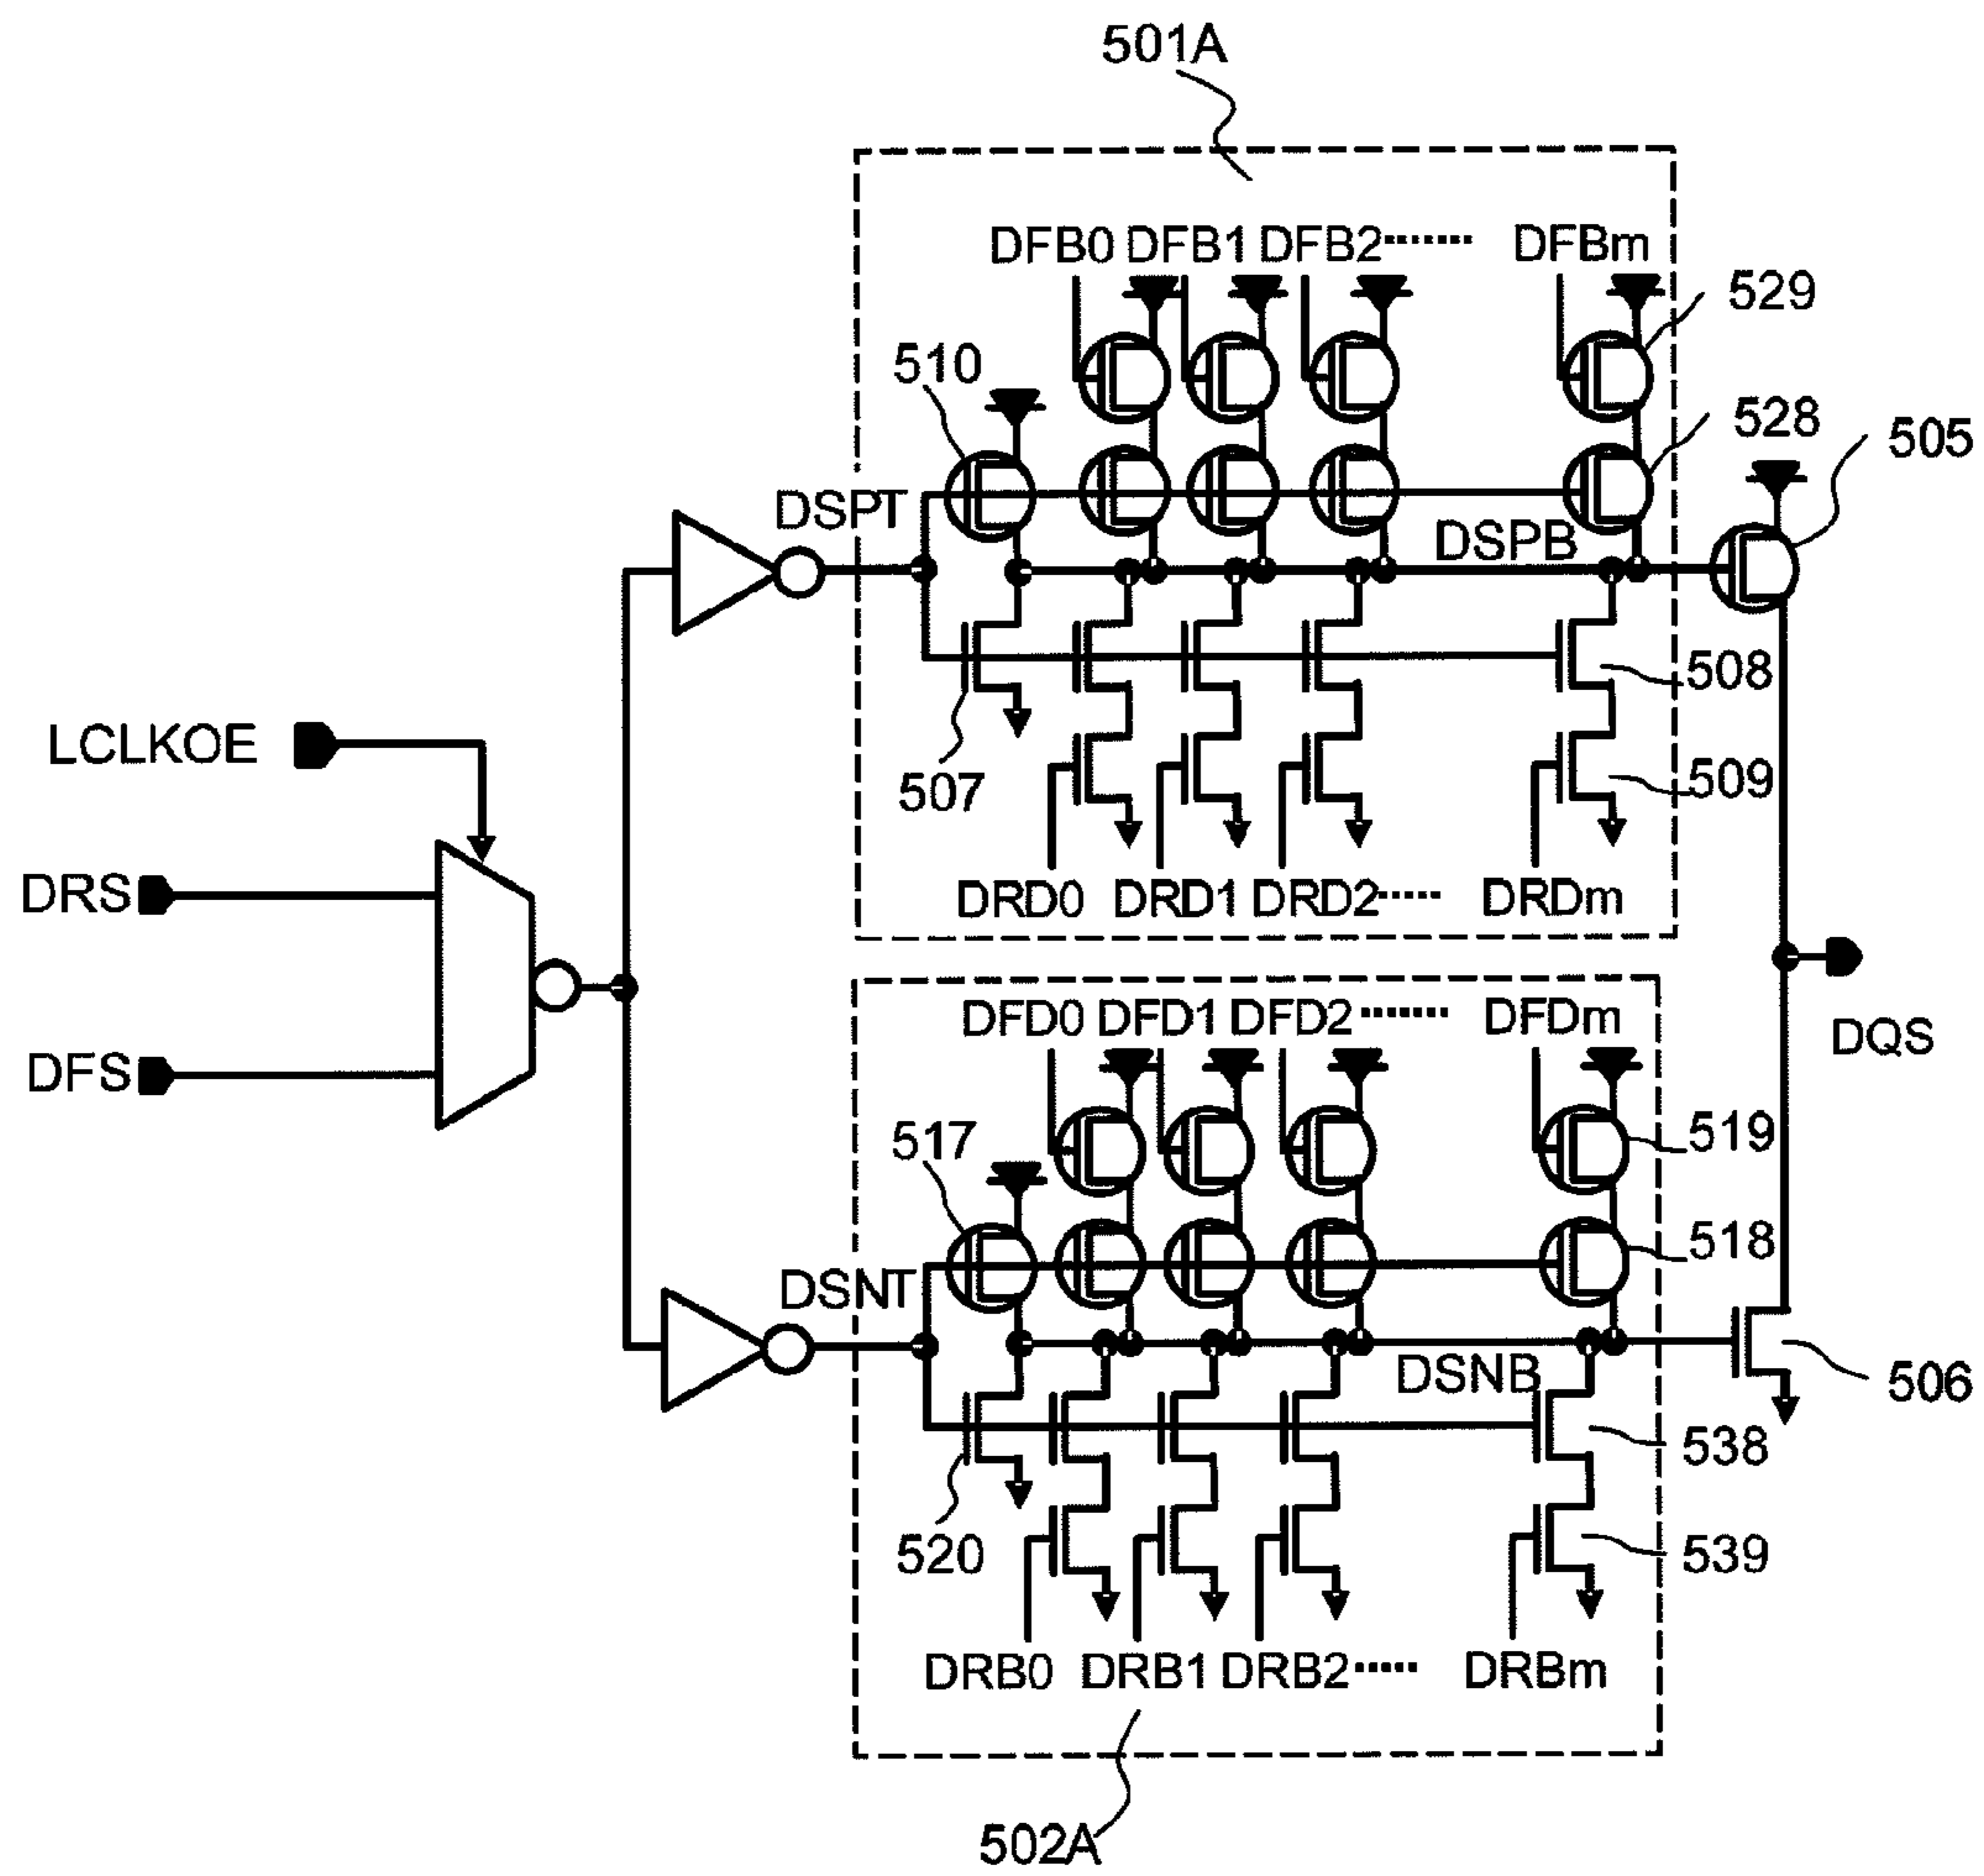 501A
DFB0 DFB1 DFB2 ....... DFBm
529
510
528
505
DSPT
DSPB
508
LCLKOE
507
509
DRS
DRD0 DRD1 DRD2 ..... DRDm
DFD0 DFD1 DFD2 ....... DFDm
DQS
DFS
517
519
518
DSNT
DSNB
506
538
520
539
DRB0 DRB1 DRB2 ..... DRBm
502A